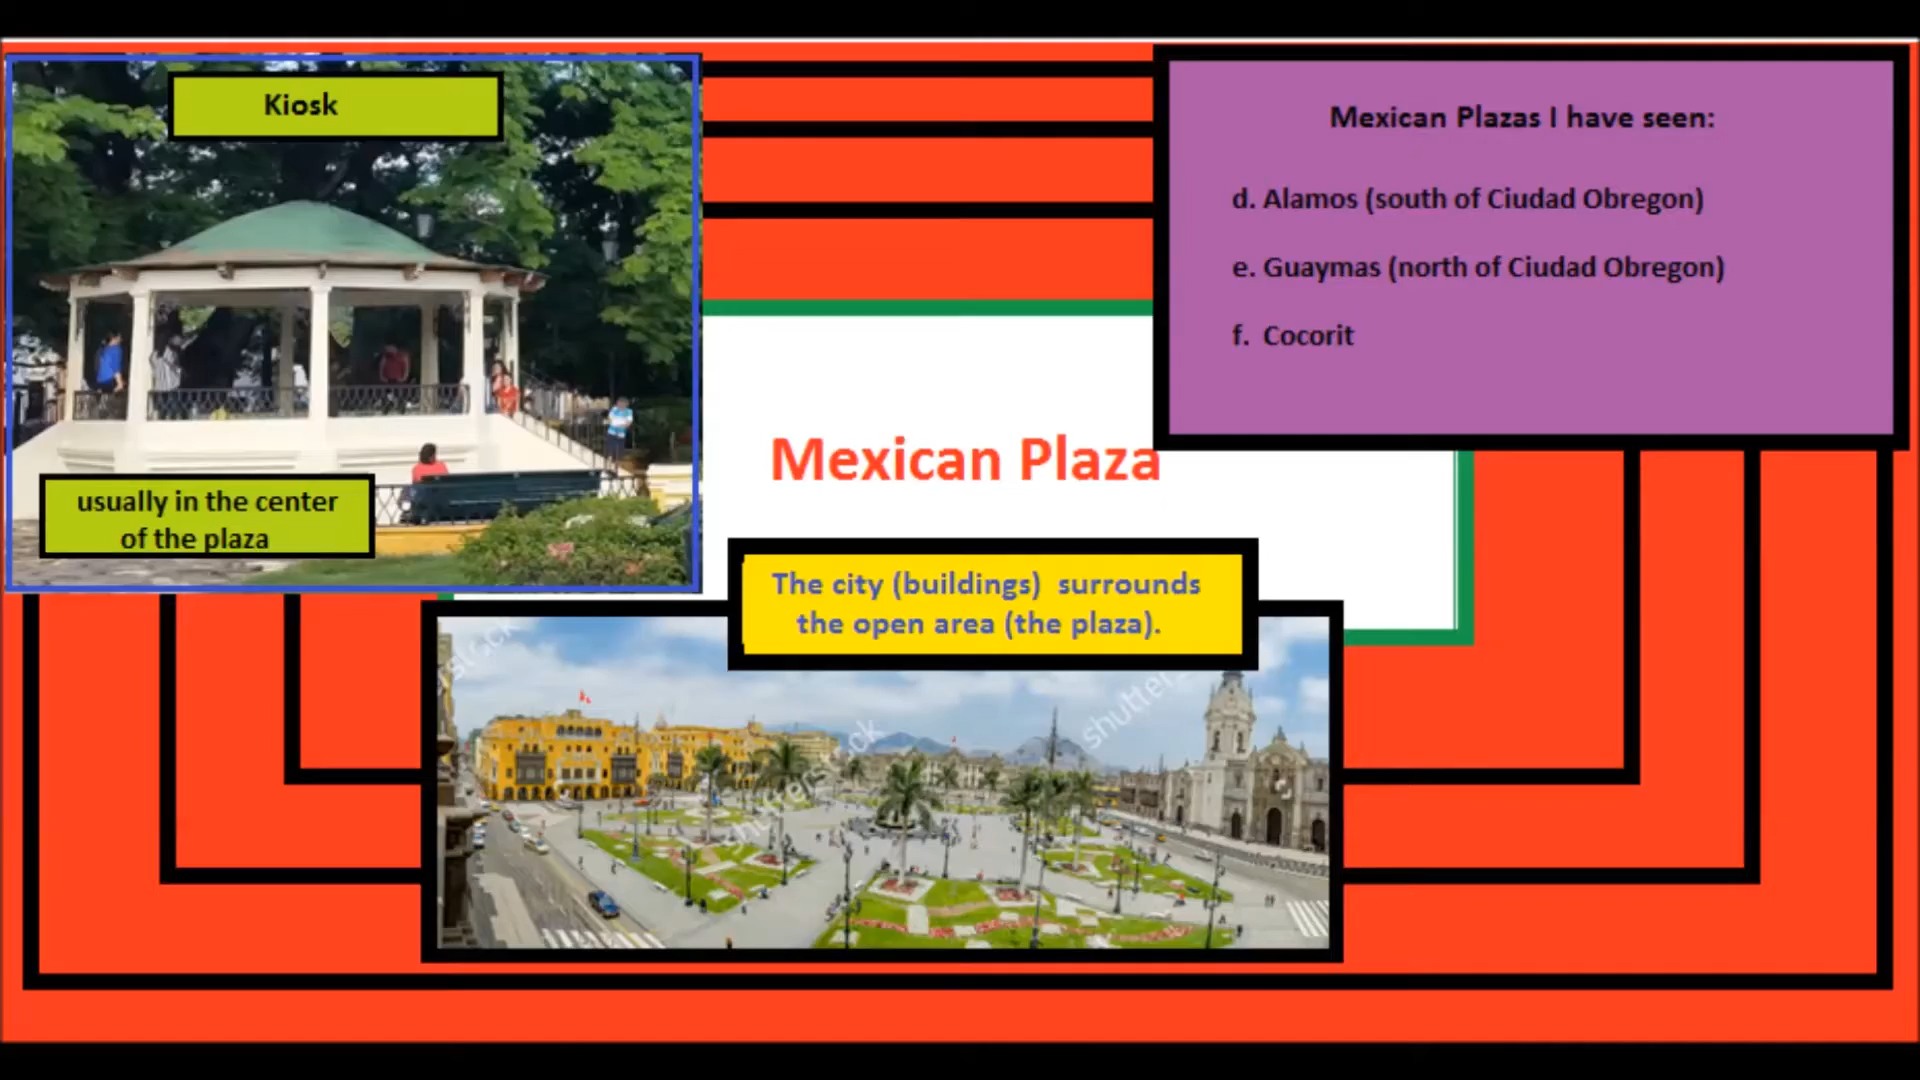 Kiosk
usually in the center
of the plaza
Mexican Plazas I have seen:
d. Alamos (south of Ciudad Obregon)
e. Guaymas (north of Ciudad Obregon)
f. Cocorit
Mexican Plaza
The city (buildings) surrounds
the open area (the plaza).
shutterstock